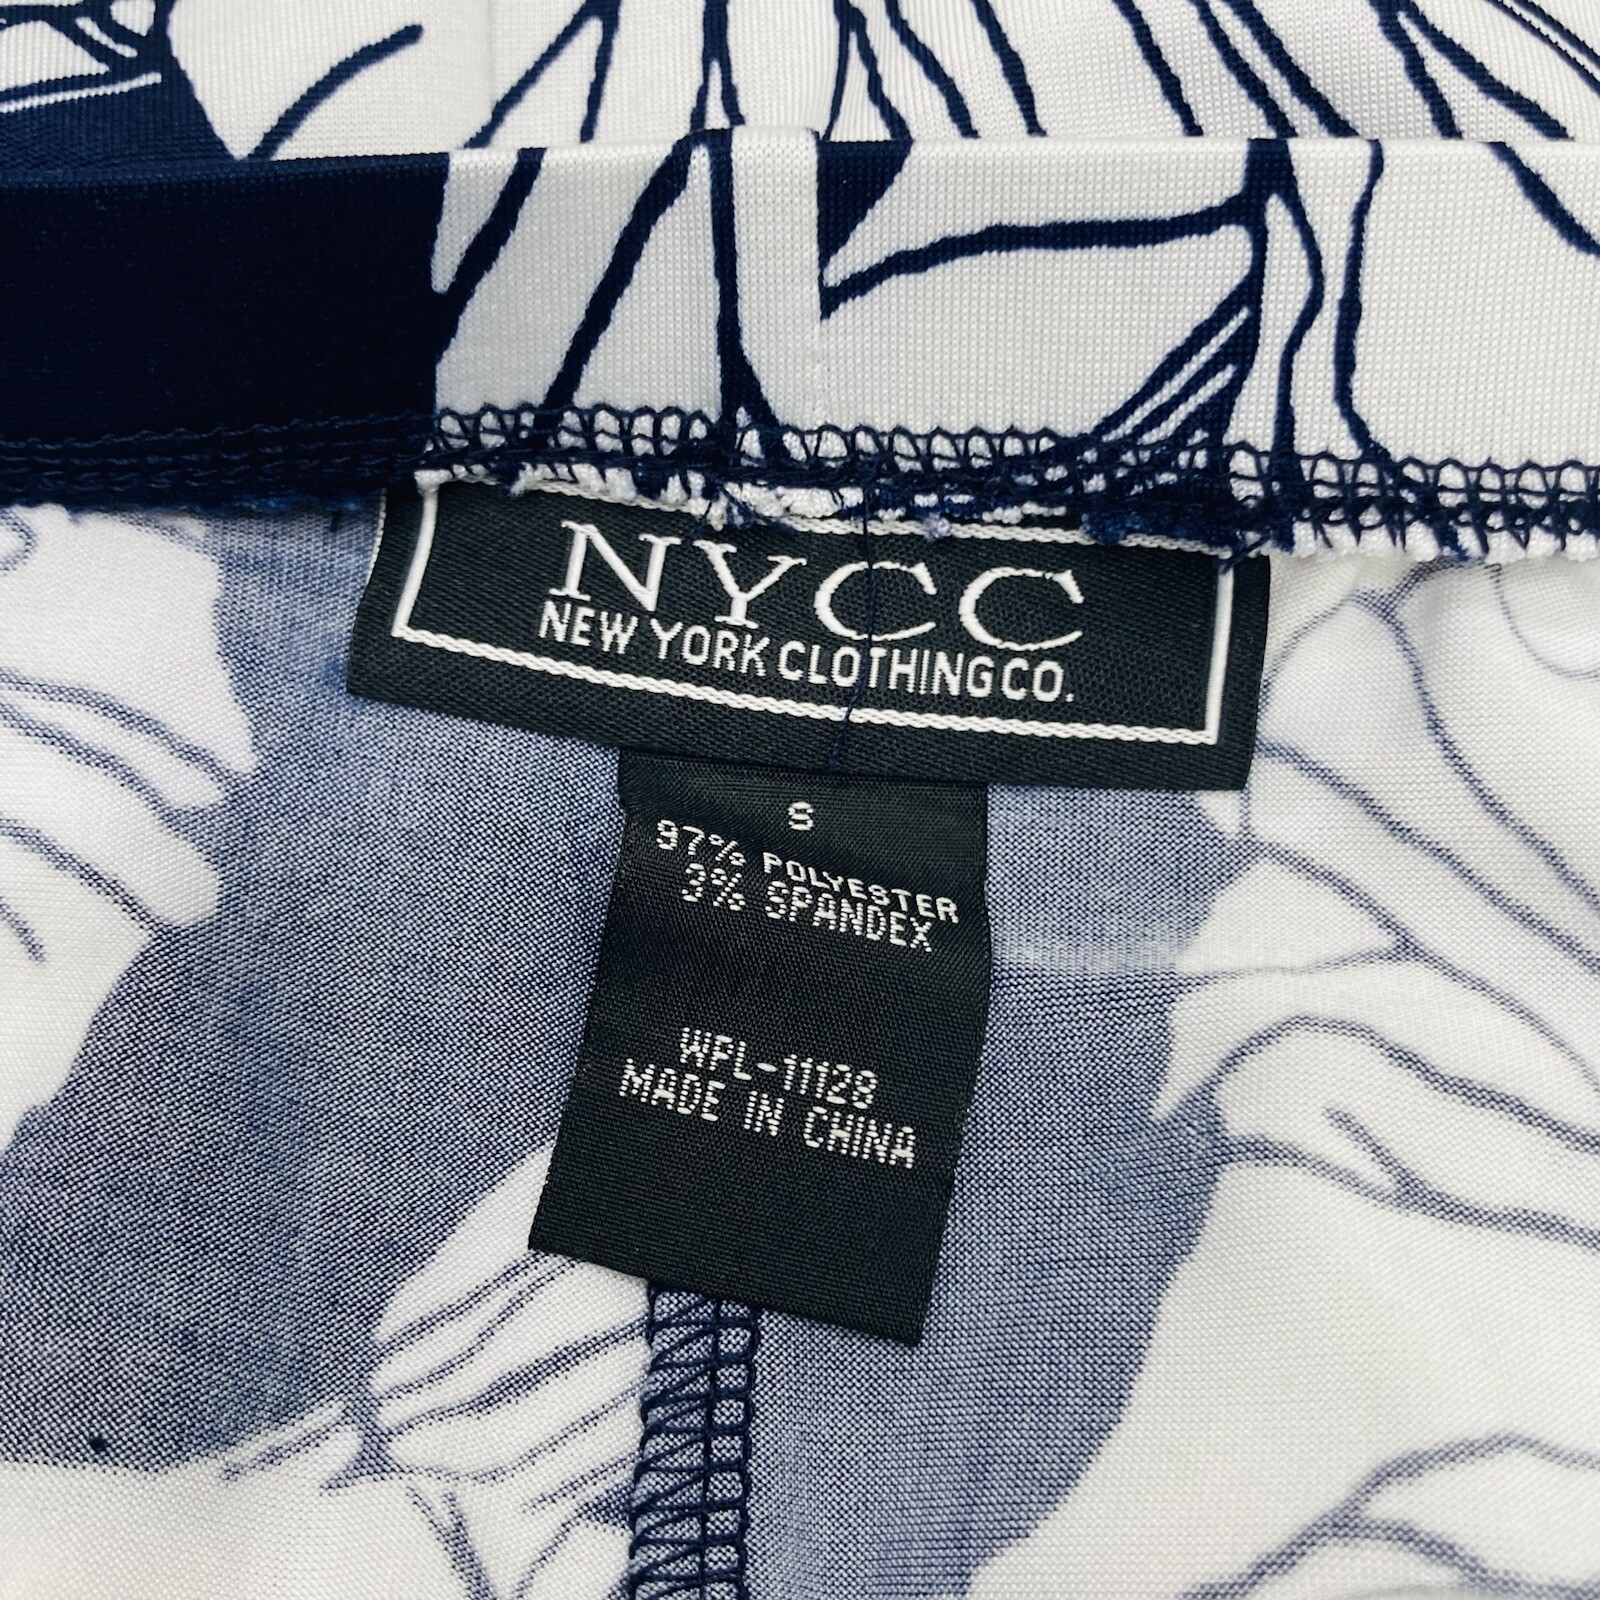 NYCC
NEW YORK CLOTHING CO.
S
97% POLYESTER
3% SPANDEX
WPL-11128
MADE IN CHINA